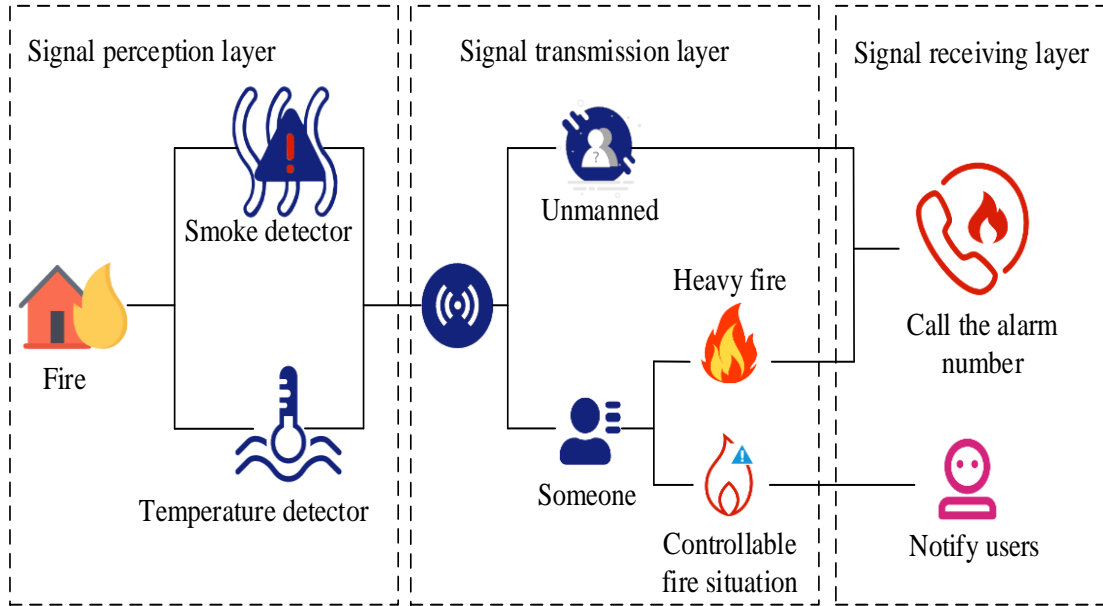 Signal perception layer
Smoke detector
Fire
Temperature detector
Signal transmission layer
?
Unmanned
Heavy fire
Someone
Controllable
fire situation
Signal receiving layer
Call the alarm
number
Notify users